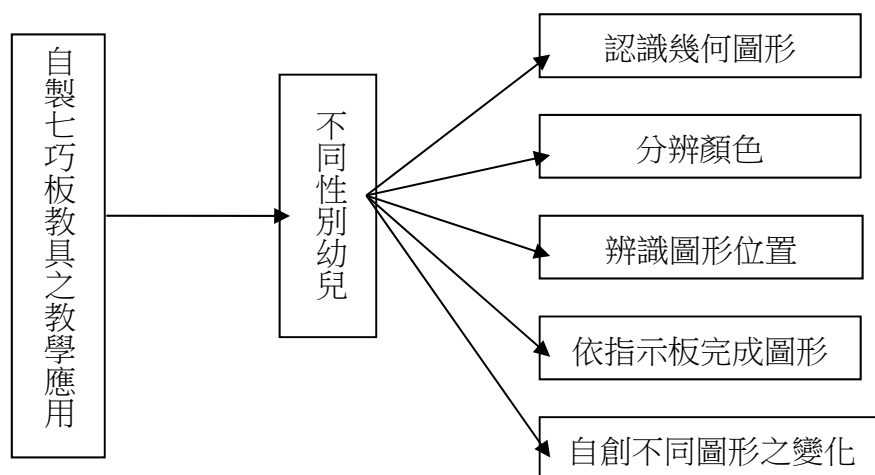 自製七巧板教具之教學應用
不同性別幼兒
認識幾何圖形
分辨顏色
辨識圖形位置
依指示板完成圖形
自創不同圖形之變化